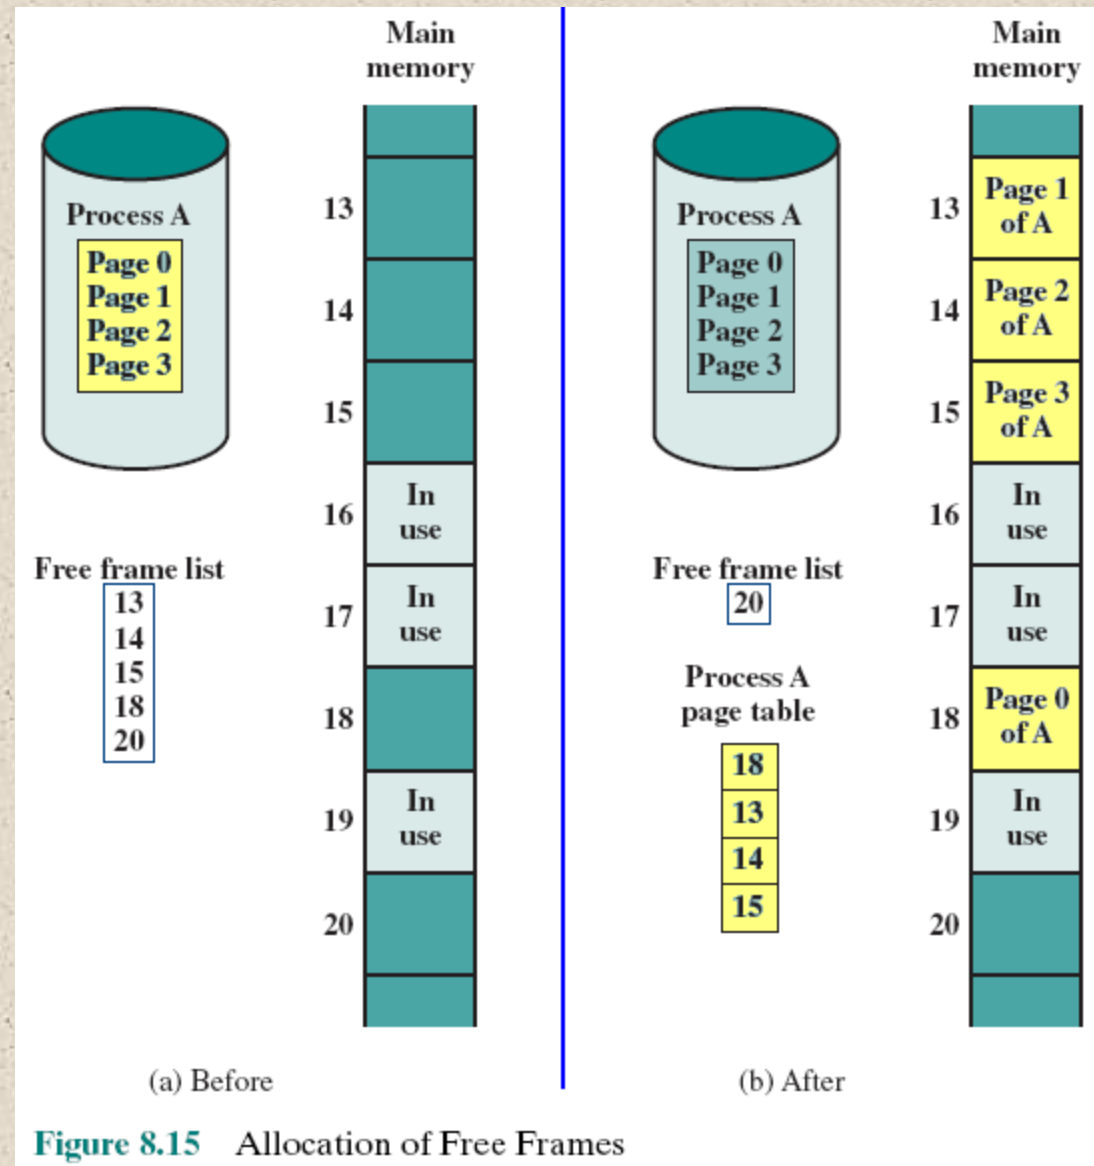 Main
memory
Process A
Page 0
Page 1
Page 2
Page 3
13
14
15
16
In
use
17
In
use
18
19
In
use
20
Free frame list
13
14
15
18
20
(a) Before
Main
memory
Process A
Page 0
Page 1
Page 2
Page 3
13
Page 1
of A
14
Page 2
of A
15
Page 3
of A
16
In
use
17
In
use
18
Page 0
of A
19
In
use
20
Free frame list
20
Process A
page table
18
13
14
15
(b) After
Figure 8.15 Allocation of Free Frames